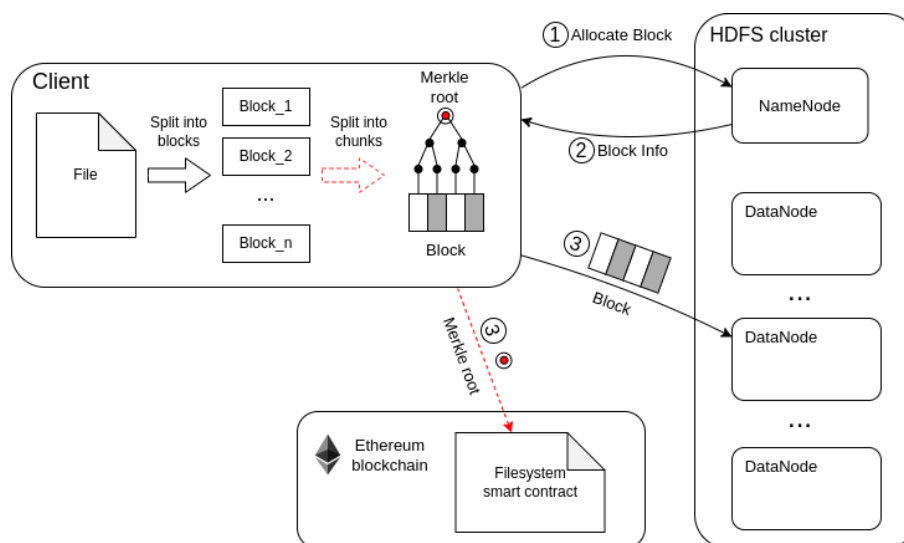 Client
File
Split into
blocks
Block_1
Block_2
...
Block_n
Split into
chunks
Merkle
root
Block
1 Allocate Block
2 Block Info
3
Block
3
Merkle root
HDFS cluster
NameNode
DataNode
...
DataNode
...
DataNode
Ethereum
blockchain
Filesystem
smart contract